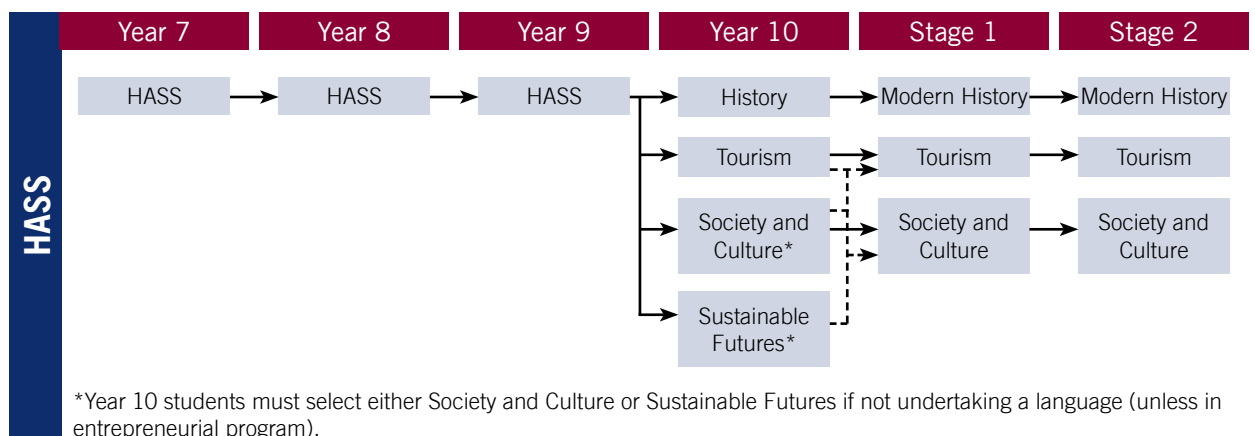 HASS
Year 7
Year 8
Year 9
Year 10
Stage 1
Stage 2
HASS
HASS
HASS
History
Modern History
Modern History
Tourism
Tourism
Tourism
Society and
Culture*
Society and
Culture
Society and
Culture
Sustainable
Futures*
*Year 10 students must select either Society and Culture or Sustainable Futures if not undertaking a language (unless in
entrepreneurial program).